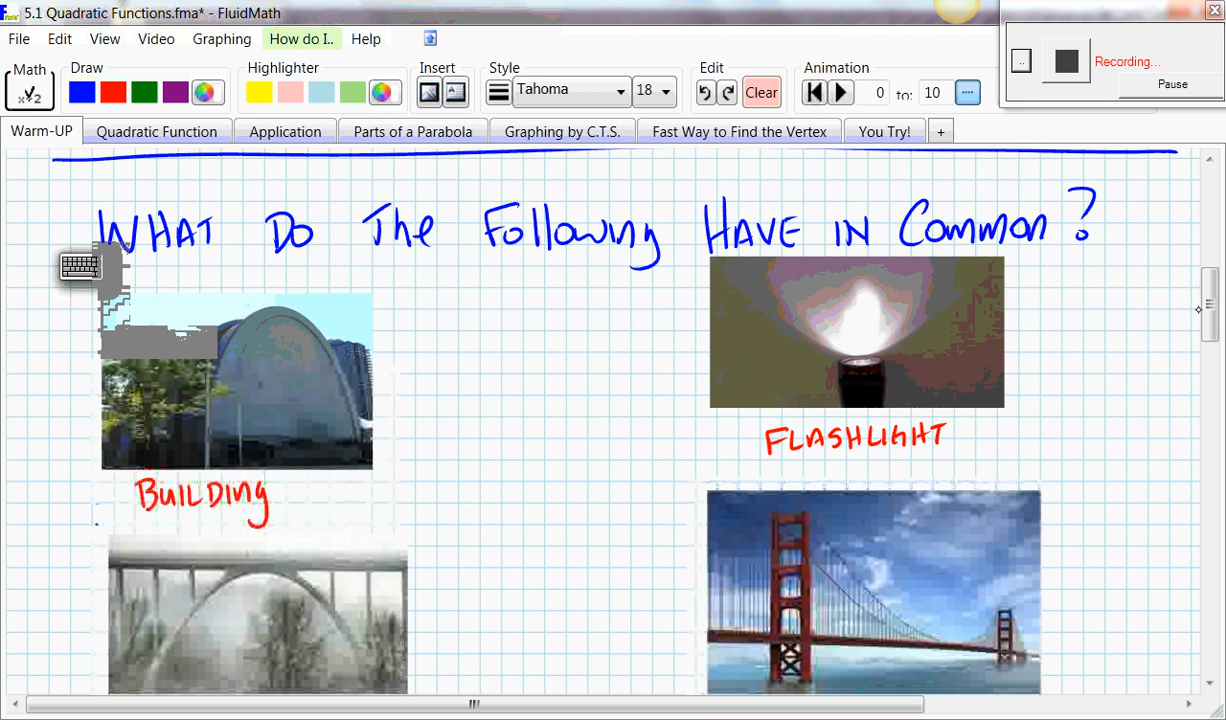 5.1 Quadratic Functions.fma* - FluidMath
File Edit View Video Graphing How do I.. Help
Recording...
Pause
Math Draw Highlighter Insert Style Edit Animation
x^2 Tahoma 18 Clear 0 to: 10
Warm-UP Quadratic Function Application Parts of a Parabola Graphing by C.T.S. Fast Way to Find the Vertex You Try! +
WHAT Do The Following HAVE IN Common?
FLASHLIGHT
BuiLDing